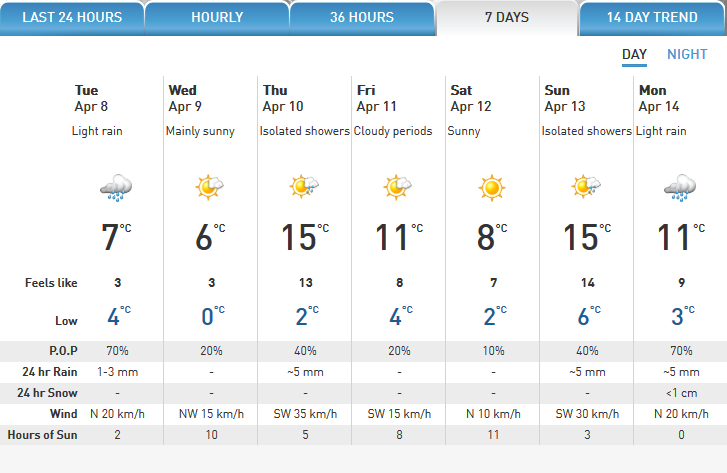 LAST 24 HOURS HOURLY 36 HOURS 7 DAYS 14 DAY TREND
DAY NIGHT
Tue Wed Thu Fri Sat Sun Mon
Apr 8 Apr 9 Apr 10 Apr 11 Apr 12 Apr 13 Apr 14
Light rain Mainly sunny Isolated showers Cloudy periods Sunny Isolated showers Light rain
7°C 6°C 15°C 11°C 8°C 15°C 11°C
Feels like 3 3 13 8 7 14 9
Low 4°C 0°C 2°C 4°C 2°C 6°C 3°C
P.O.P 70% 20% 40% 20% 10% 40% 70%
24 hr Rain 1-3 mm - ~5 mm - - ~5 mm ~5 mm
24 hr Snow - - - - - - <1 cm
Wind N 20 km/h NW 15 km/h SW 35 km/h SW 15 km/h N 10 km/h SW 30 km/h N 20 km/h
Hours of Sun 2 10 5 8 11 3 0